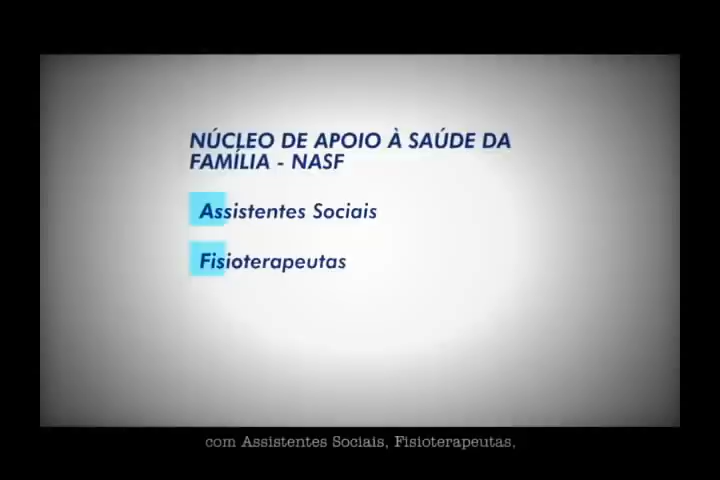 NÚCLEO DE APOIO À SAÚDE DA
FAMÍLIA - NASF
Assistentes Sociais
Fisioterapeutas
com Assistentes Sociais, Fisioterapeutas,